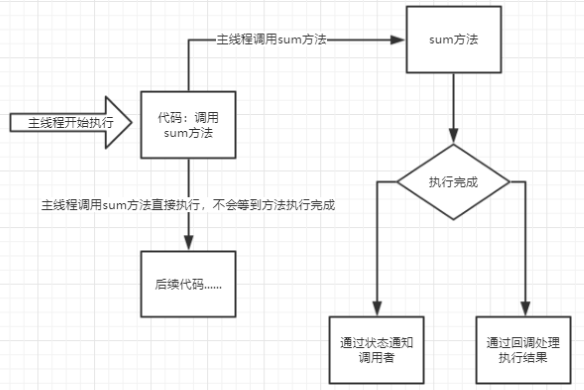 主线程调用sum方法
sum方法
主线程开始执行
代码：调用
sum方法
执行完成
主线程调用sum方法直接执行，不会等到方法执行完成
后续代码......
通过状态通知
调用者
通过回调处理
执行结果